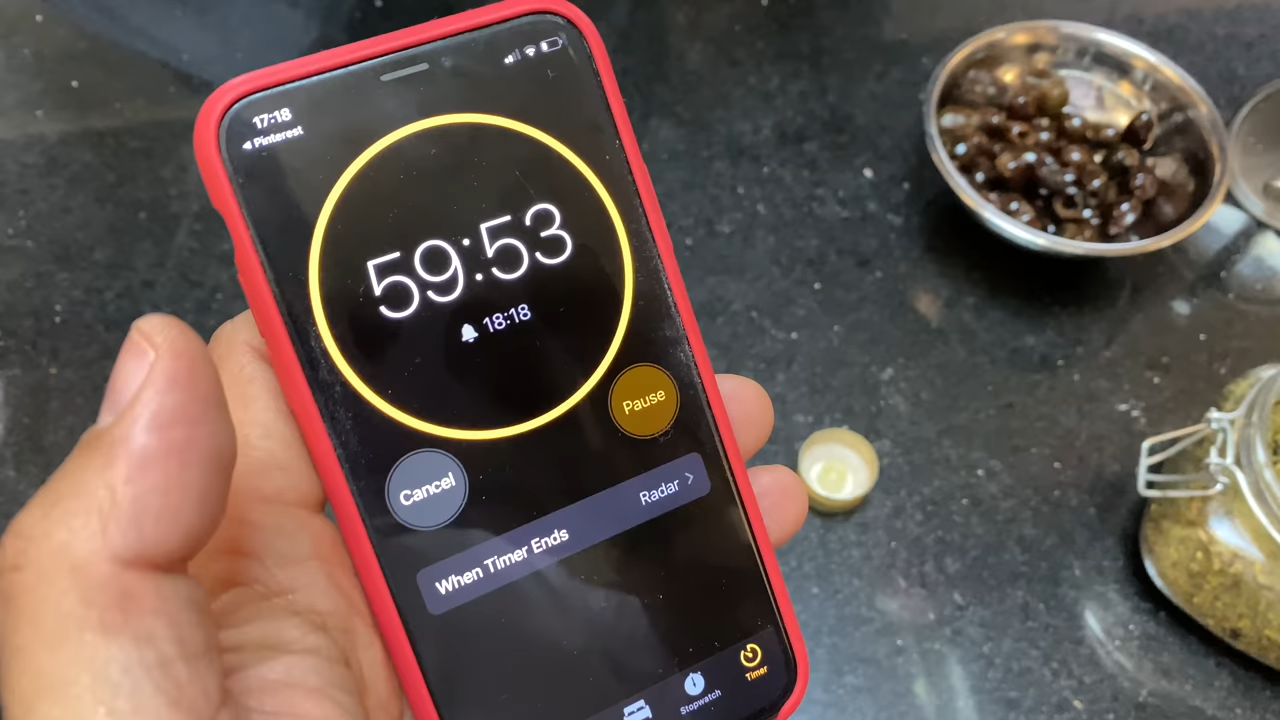 17:18
◀ Pinterest
59:53
18:18
Pause
Cancel
When Timer Ends
Radar >
Stopwatch
Timer